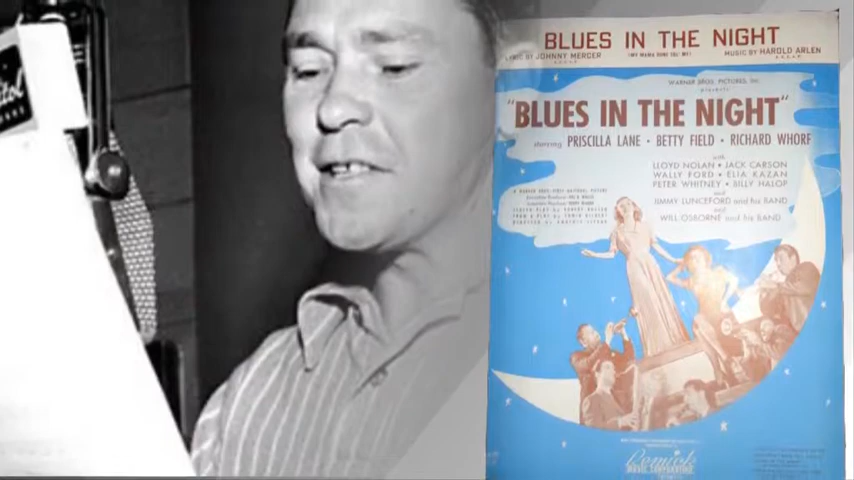 BLUES IN THE NIGHT
LYRIC BY JOHNNY MERCER (MY MAMA DONE TOL' ME) MUSIC BY HAROLD ARLEN
WARNER BROS. PICTURES, INC.
"BLUES IN THE NIGHT"
starring PRISCILLA LANE • BETTY FIELD • RICHARD WHORF
with
LLOYD NOLAN • JACK CARSON
WALLY FORD • ELIA KAZAN
PETER WHITNEY • BILLY HALOP
and
JIMMY LUNCEFORD and his BAND
WILL OSBORNE and his BAND
Remick
MUSIC CORPORATION